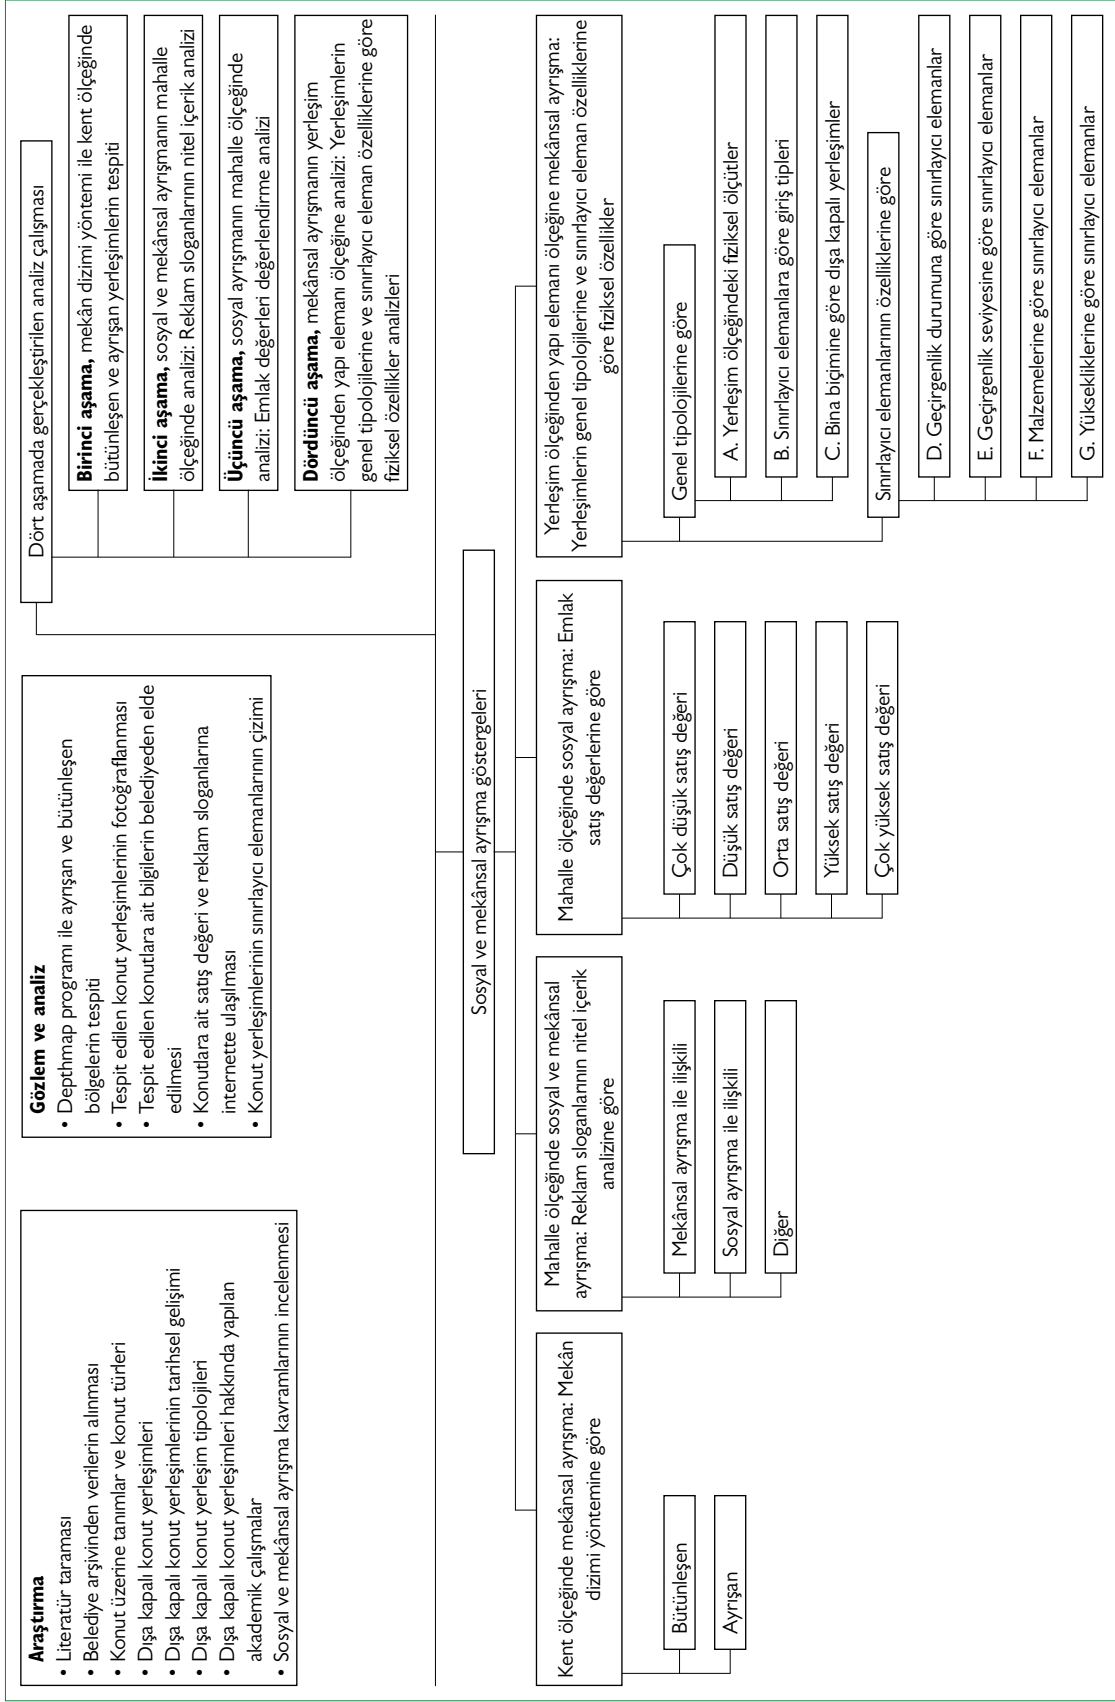 Araştırma
• Literatür taraması
• Belediye arşivinden verilerin alınması
• Konut üzerine tanımlar ve konut türleri
• Dışa kapalı konut yerleşimleri
• Dışa kapalı konut yerleşimlerinin tarihsel gelişimi
• Dışa kapalı konut yerleşim tipolojileri
• Dışa kapalı konut yerleşimleri hakkında yapılan
akademik çalışmalar
• Sosyal ve mekânsal ayrışma kavramlarının incelenmesi
Gözlem ve analiz
• Depthmap programı ile ayrışan ve bütünleşen
bölgelerin tespiti
• Tespit edilen konut yerleşimlerinin fotoğraflanması
• Tespit edilen konutlara ait bilgilerin belediyeden elde
edilmesi
• Konutlara ait satış değeri ve reklam sloganlarına
internette ulaşılması
• Konut yerleşimlerinin sınırlayıcı elemanlarının çizimi
Dört aşamada gerçekleştirilen analiz çalışması
Birinci aşama, mekân dizimi yöntemi ile kent ölçeğinde
bütünleşen ve ayrışan yerleşimlerin tespiti
İkinci aşama, sosyal ve mekânsal ayrışmanın mahalle
ölçeğinde analizi: Reklam sloganlarının nitel içerik analizi
Üçüncü aşama, sosyal ayrışmanın mahalle ölçeğinde
analizi: Emlak değerleri değerlendirme analizi
Dördüncü aşama, mekânsal ayrışmanın yerleşim
ölçeğinden yapı elemanı ölçeğine analizi: Yerleşimlerin
genel tipolojilerine ve sınırlayıcı eleman özelliklerine göre
fiziksel özellikler analizleri
Sosyal ve mekânsal ayrışma göstergeleri
Kent ölçeğinde mekânsal ayrışma: Mekân
dizimi yöntemine göre
Bütünleşen
Ayrışan
Mahalle ölçeğinde sosyal ve mekânsal
ayrışma: Reklam sloganlarının nitel içerik
analizine göre
Mekânsal ayrışma ile ilişkili
Sosyal ayrışma ile ilişkili
Diğer
Mahalle ölçeğinde sosyal ayrışma: Emlak
satış değerlerine göre
Çok düşük satış değeri
Düşük satış değeri
Orta satış değeri
Yüksek satış değeri
Çok yüksek satış değeri
Yerleşim ölçeğinden yapı elemanı ölçeğine mekânsal ayrışma:
Yerleşimlerin genel tipolojilerine ve sınırlayıcı eleman özelliklerine
göre fiziksel özellikler
Genel tipolojilerine göre
A. Yerleşim ölçeğindeki fiziksel ölçütler
B. Sınırlayıcı elemanlara göre giriş tipleri
C. Bina biçimine göre dışa kapalı yerleşimler
Sınırlayıcı elemanlarının özelliklerine göre
D. Geçirgenlik durumuna göre sınırlayıcı elemanlar
E. Geçirgenlik seviyesine göre sınırlayıcı elemanlar
F. Malzemelerine göre sınırlayıcı elemanlar
G. Yüksekliklerine göre sınırlayıcı elemanlar